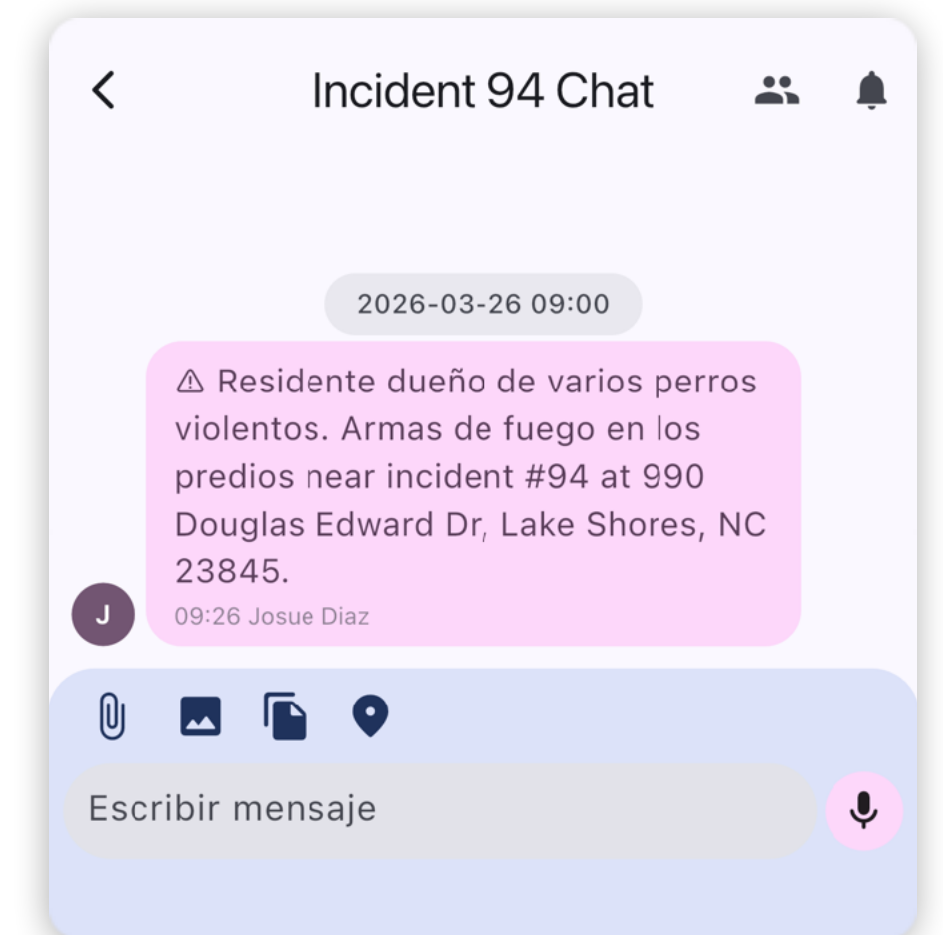 Incident 94 Chat
2026-03-26 09:00
⚠ Residente dueño de varios perros
violentos. Armas de fuego en los
predios near incident #94 at 990
Douglas Edward Dr, Lake Shores, NC
23845.
J
09:26 Josue Diaz
Escribir mensaje